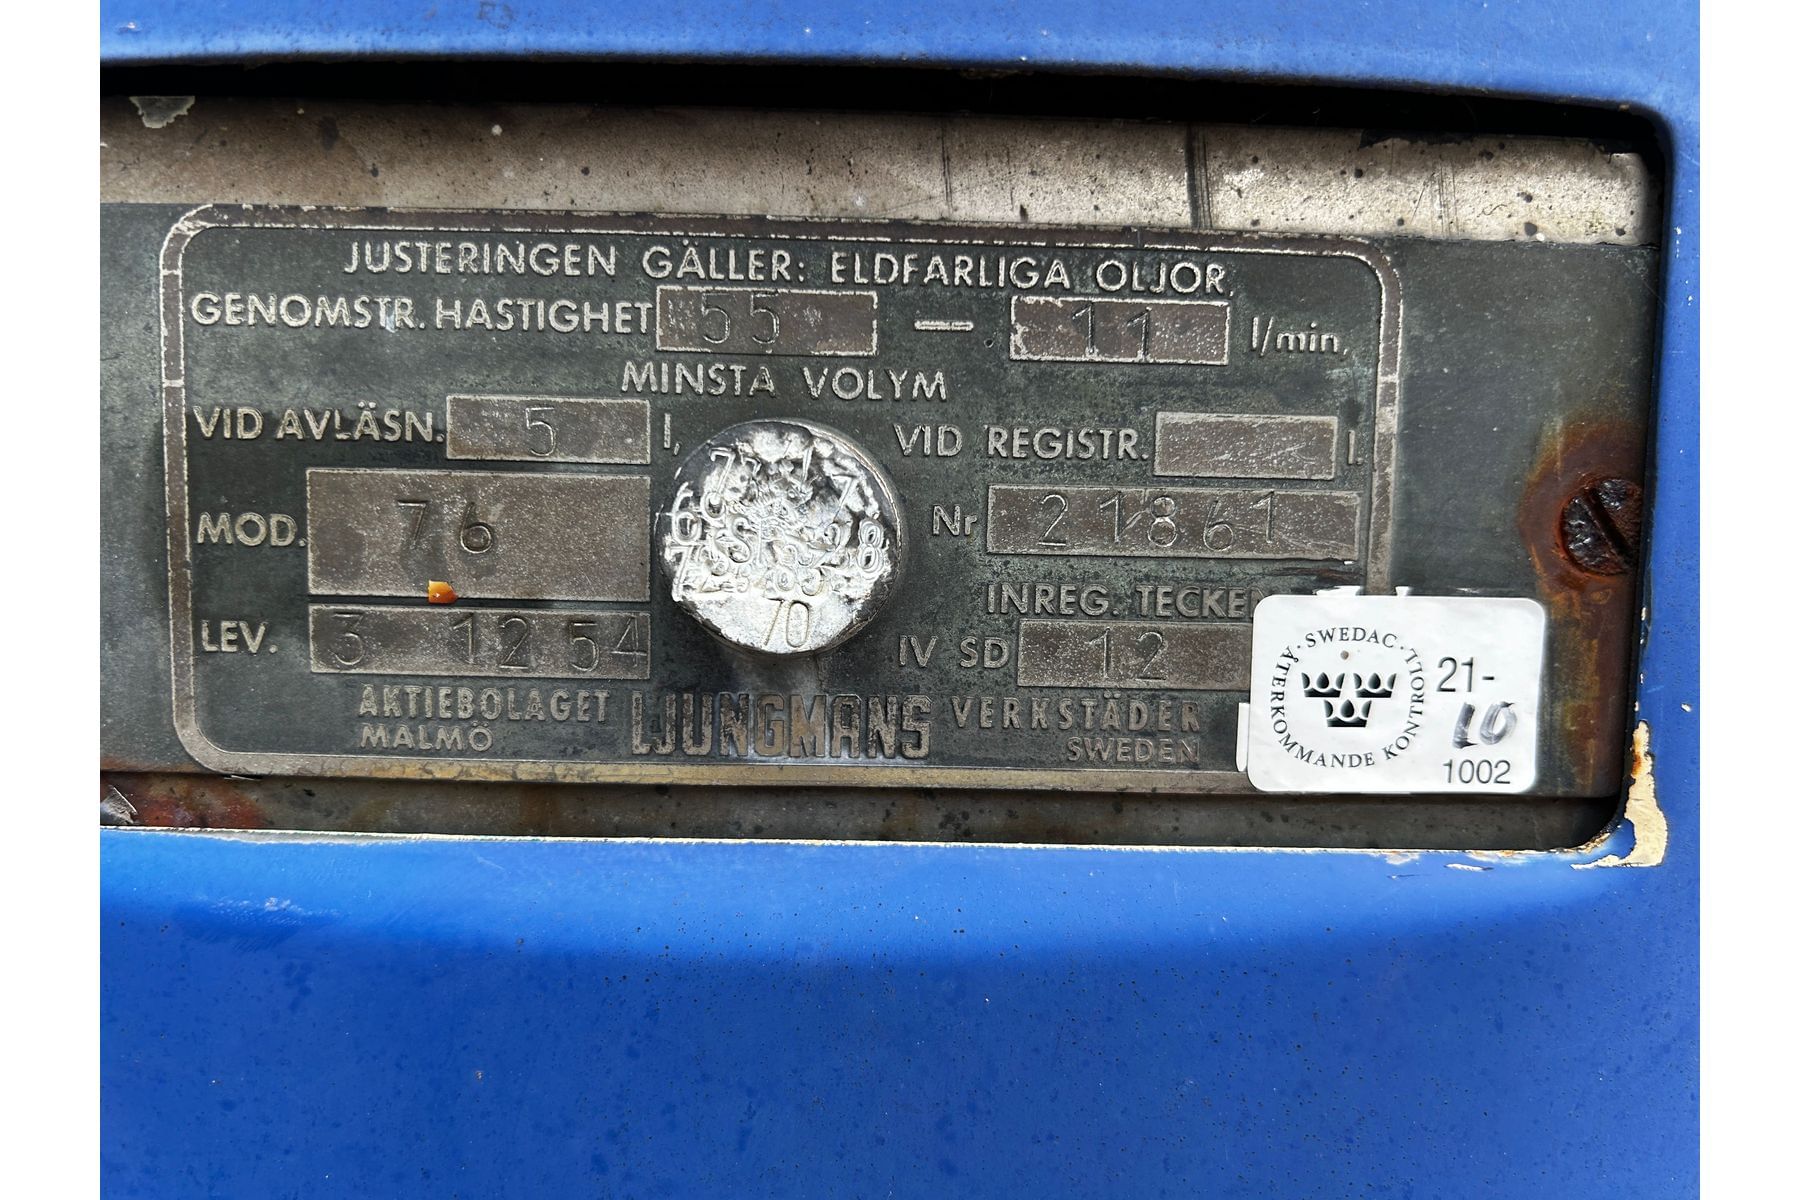 JUSTERINGEN GÄLLER: ELDFARLIGA OLJOR.
GENOMSTR. HASTIGHET 55 — 11 l/min.
MINSTA VOLYM
VID AVLÄSN. 5 l, VID REGISTR. l.
MOD. 76 Nr 21861
LEV. 3 12 54 INREG. TECKEN
IV SD 12
AKTIEBOLAGET LJUNGMANS VERKSTÄDER
MALMÖ SWEDEN
70
SWEDAC · ÅTERKOMMANDE KONTROLL ·
21-
10
1002